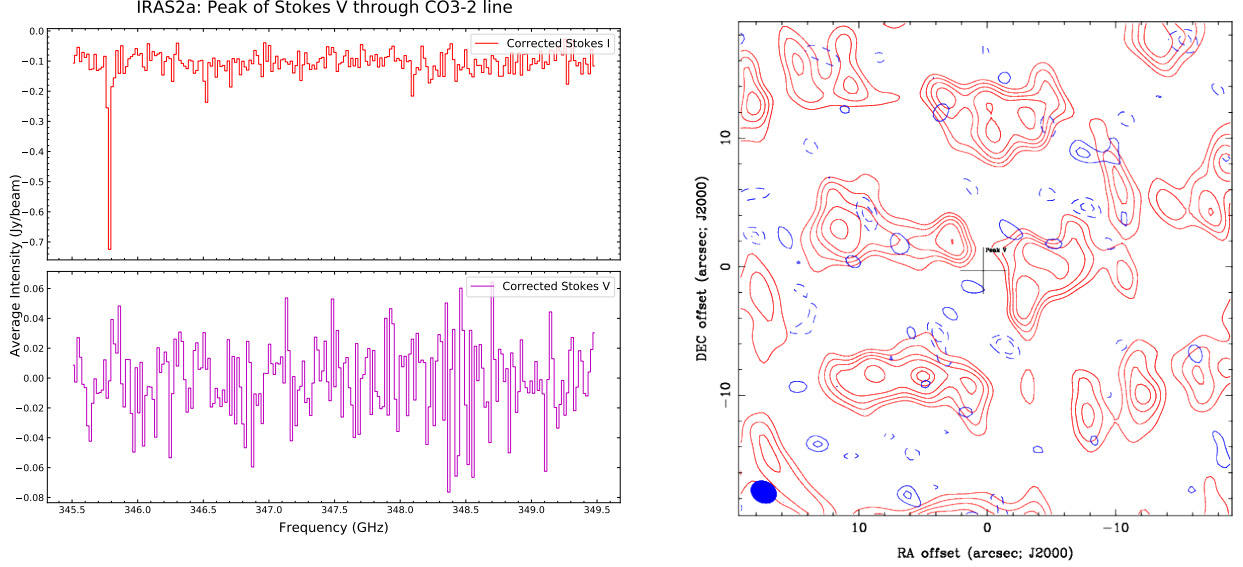 IRAS2a: Peak of Stokes V through CO3-2 line
Average Intensity (Jy/beam)
0.0
−0.1
−0.2
−0.3
−0.4
−0.5
−0.6
−0.7
Corrected Stokes I
0.06
0.04
0.02
0.00
−0.02
−0.04
−0.06
−0.08
Corrected Stokes V
345.5 346.0 346.5 347.0 347.5 348.0 348.5 349.0 349.5
Frequency (GHz)
DEC offset (arcsec; J2000)
10
0
−10
Peak V
10 0 −10
RA offset (arcsec; J2000)